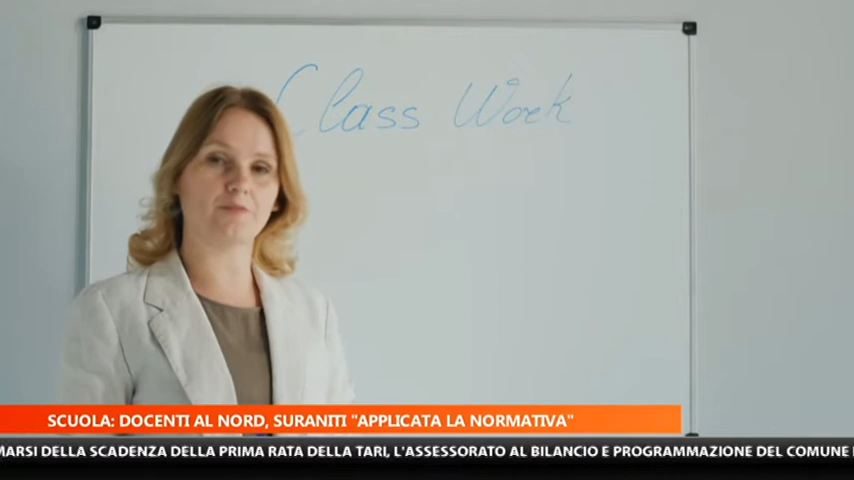 Class Work
SCUOLA: DOCENTI AL NORD, SURANITI "APPLICATA LA NORMATIVA"
DELLA SCADENZA DELLA PRIMA RATA DELLA TARI, L'ASSESSORATO AL BILANCIO E PROGRAMMAZIONE DEL COMUNE